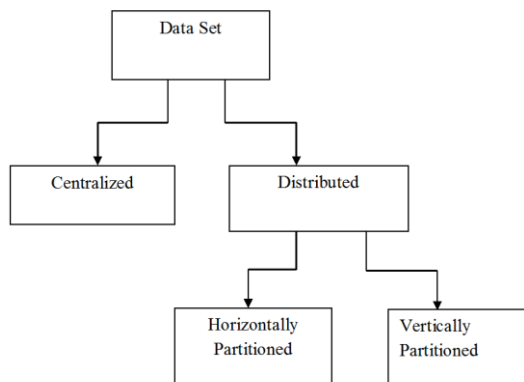 Data Set
Centralized
Distributed
Horizontally
Partitioned
Vertically
Partitioned